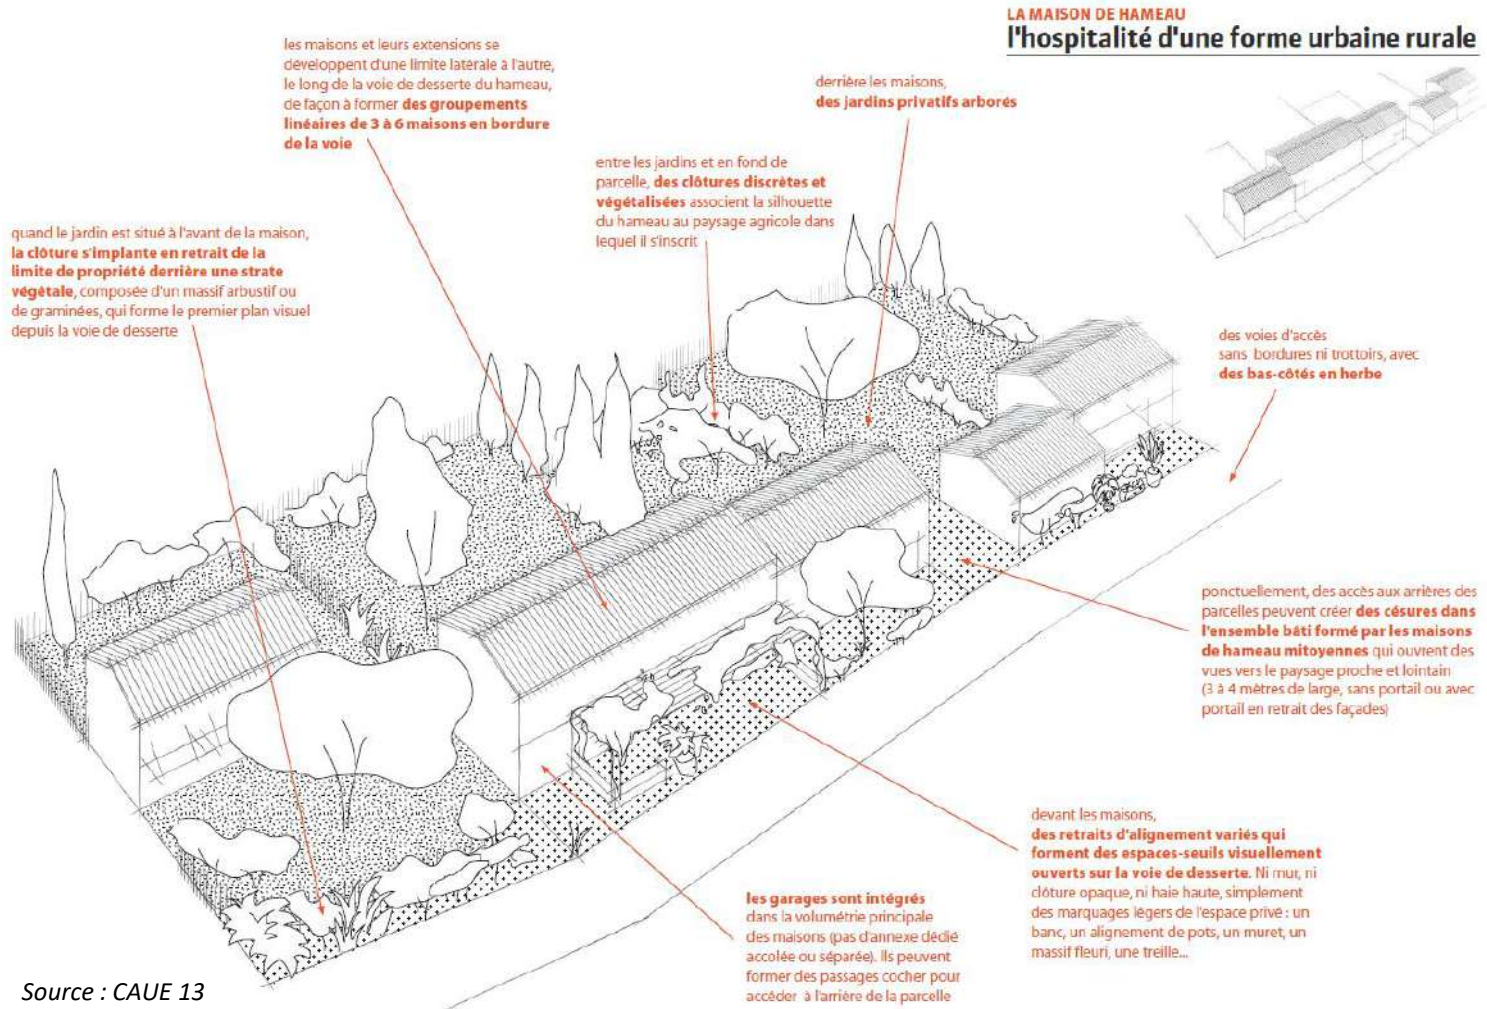 LA MAISON DE HAMEAU
l'hospitalité d'une forme urbaine rurale
les maisons et leurs extensions se
développent d'une limite latérale à l'autre,
le long de la voie de desserte du hameau,
de façon à former des groupements
linéaires de 3 à 6 maisons en bordure
de la voie
derrière les maisons,
des jardins privatifs arborés
entre les jardins et en fond de
parcelle, des clôtures discrètes et
végétalisées associent la silhouette
du hameau au paysage agricole dans
lequel il s'inscrit
quand le jardin est situé à l'avant de la maison,
la clôture s'implante en retrait de la
limite de propriété derrière une strate
végétale, composée d'un massif arbustif ou
de graminées, qui forme le premier plan visuel
depuis la voie de desserte
des voies d'accès
sans bordures ni trottoirs, avec
des bas-côtés en herbe
ponctuellement, des accès aux arrières des
parcelles peuvent créer des césures dans
l'ensemble bâti formé par les maisons
de hameau mitoyennes qui ouvrent des
vues vers le paysage proche et lointain
(3 à 4 mètres de large, sans portail ou avec
portail en retrait des façades)
devant les maisons,
des retraits d'alignement variés qui
forment des espaces-seuils visuellement
ouverts sur la voie de desserte. Ni mur, ni
clôture opaque, ni haie haute, simplement
des marquages légers de l'espace privé : un
banc, un alignement de pots, un muret, un
massif fleuri, une treille...
les garages sont intégrés
dans la volumétrie principale
des maisons (pas d'annexe dédié
accolée ou séparée). Ils peuvent
former des passages cocher pour
accéder à l'arrière de la parcelle
Source : CAUE 13